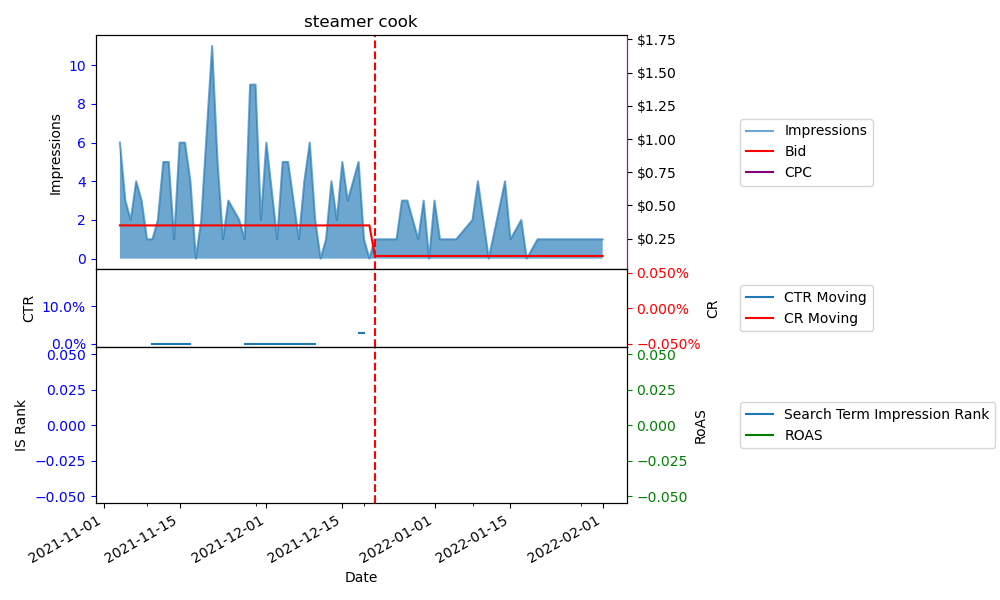 steamer cook
Impressions
10
8
6
4
2
0
$1.75
$1.50
$1.25
$1.00
$0.75
$0.50
$0.25
Impressions
Bid
CPC
CTR
10.0%
0.0%
0.050%
0.000%
−0.050%
CR
CTR Moving
CR Moving
IS Rank
0.050
0.025
0.000
−0.025
−0.050
0.050
0.025
0.000
−0.025
−0.050
RoAS
Search Term Impression Rank
ROAS
2021-11-01
2021-11-15
2021-12-01
2021-12-15
2022-01-01
2022-01-15
2022-02-01
Date